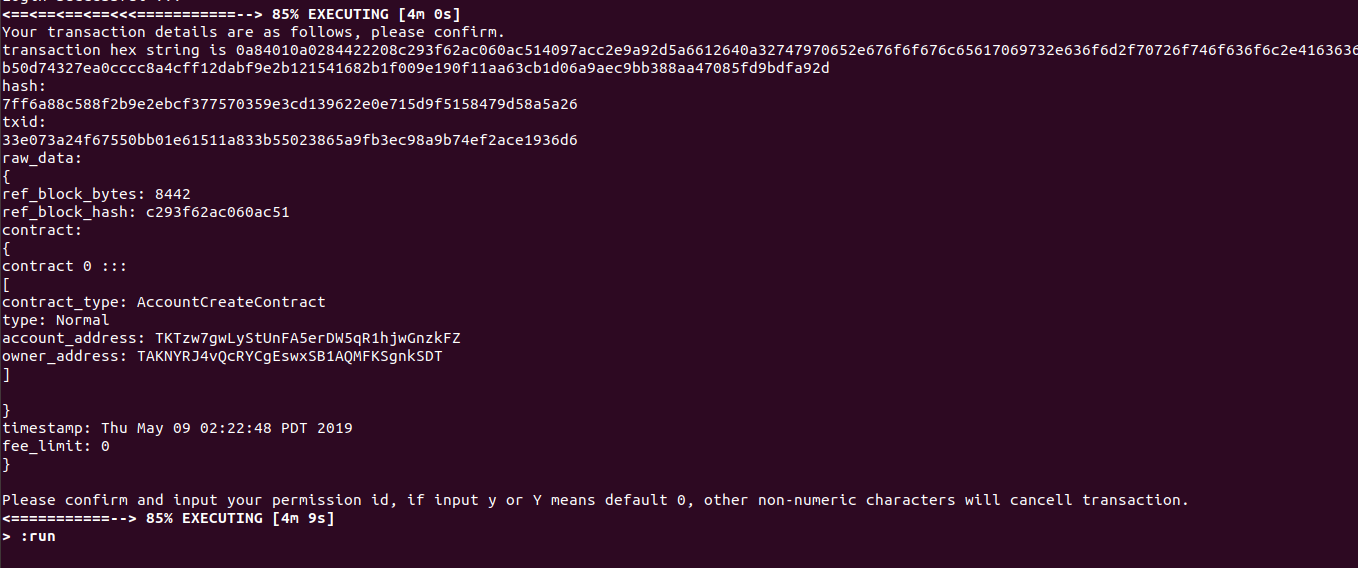 <==<==<==<==<<<===========--> 85% EXECUTING [4m 0s]
Your transaction details are as follows, please confirm.
transaction hex string is 0a84010a0284422208c293f62ac060ac514097acc2e9a92d5a6612640a32747970652e676f6f676c65617069732e636f6d2f70726f746f636f6c2e4163636
b50d74327ea0cccc8a4cff12dabf9e2b121541682b1f009e190f11aa63cb1d06a9aec9bb388aa47085fd9bdfa92d
hash:
7ff6a88c588f2b9e2ebcf377570359e3cd139622e0e715d9f5158479d58a5a26
txid:
33e073a24f67550bb01e61511a833b55023865a9fb3ec98a9b74ef2ace1936d6
raw_data:
{
ref_block_bytes: 8442
ref_block_hash: c293f62ac060ac51
contract:
{
contract 0 :::
[
contract_type: AccountCreateContract
type: Normal
account_address: TKTzw7gwLyStUnFA5erDW5qR1hjwGnzkFZ
owner_address: TAKNYRJ4vQcRYCgEswxSB1AQMFKSgnkSDT
]
}
timestamp: Thu May 09 02:22:48 PDT 2019
fee_limit: 0
}
Please confirm and input your permission id, if input y or Y means default 0, other non-numeric characters will cancell transaction.
<===========--> 85% EXECUTING [4m 9s]
> :run